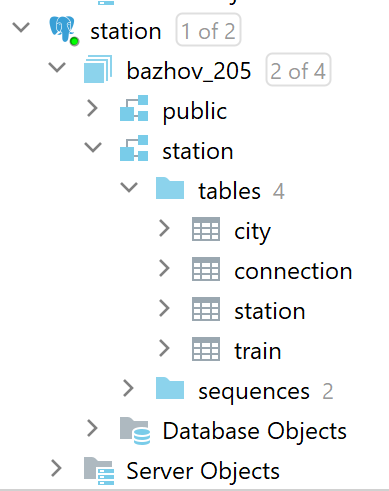 station 1 of 2
bazhov_205 2 of 4
public
station
tables 4
city
connection
station
train
sequences 2
Database Objects
Server Objects